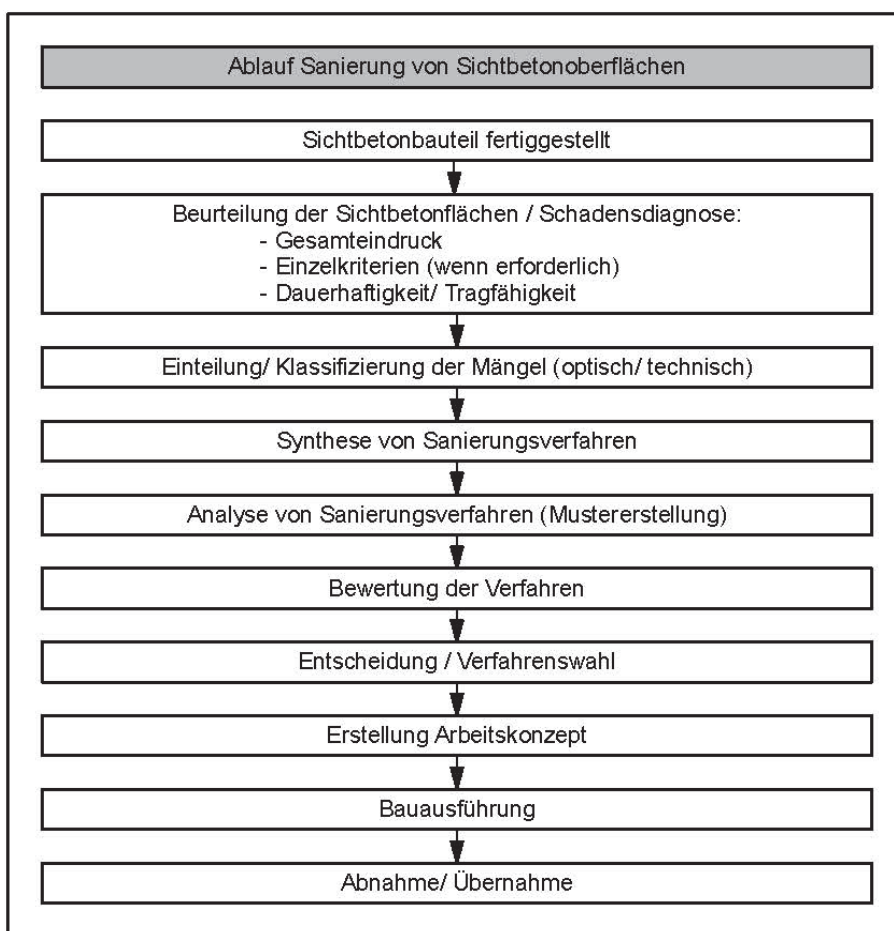 Ablauf Sanierung von Sichtbetonoberflächen
Sichtbetonbauteil fertiggestellt
Beurteilung der Sichtbetonflächen / Schadensdiagnose:
- Gesamteindruck
- Einzelkriterien (wenn erforderlich)
- Dauerhaftigkeit/ Tragfähigkeit
Einteilung/ Klassifizierung der Mängel (optisch/ technisch)
Synthese von Sanierungsverfahren
Analyse von Sanierungsverfahren (Mustererstellung)
Bewertung der Verfahren
Entscheidung / Verfahrenswahl
Erstellung Arbeitskonzept
Bauausführung
Abnahme/ Übernahme